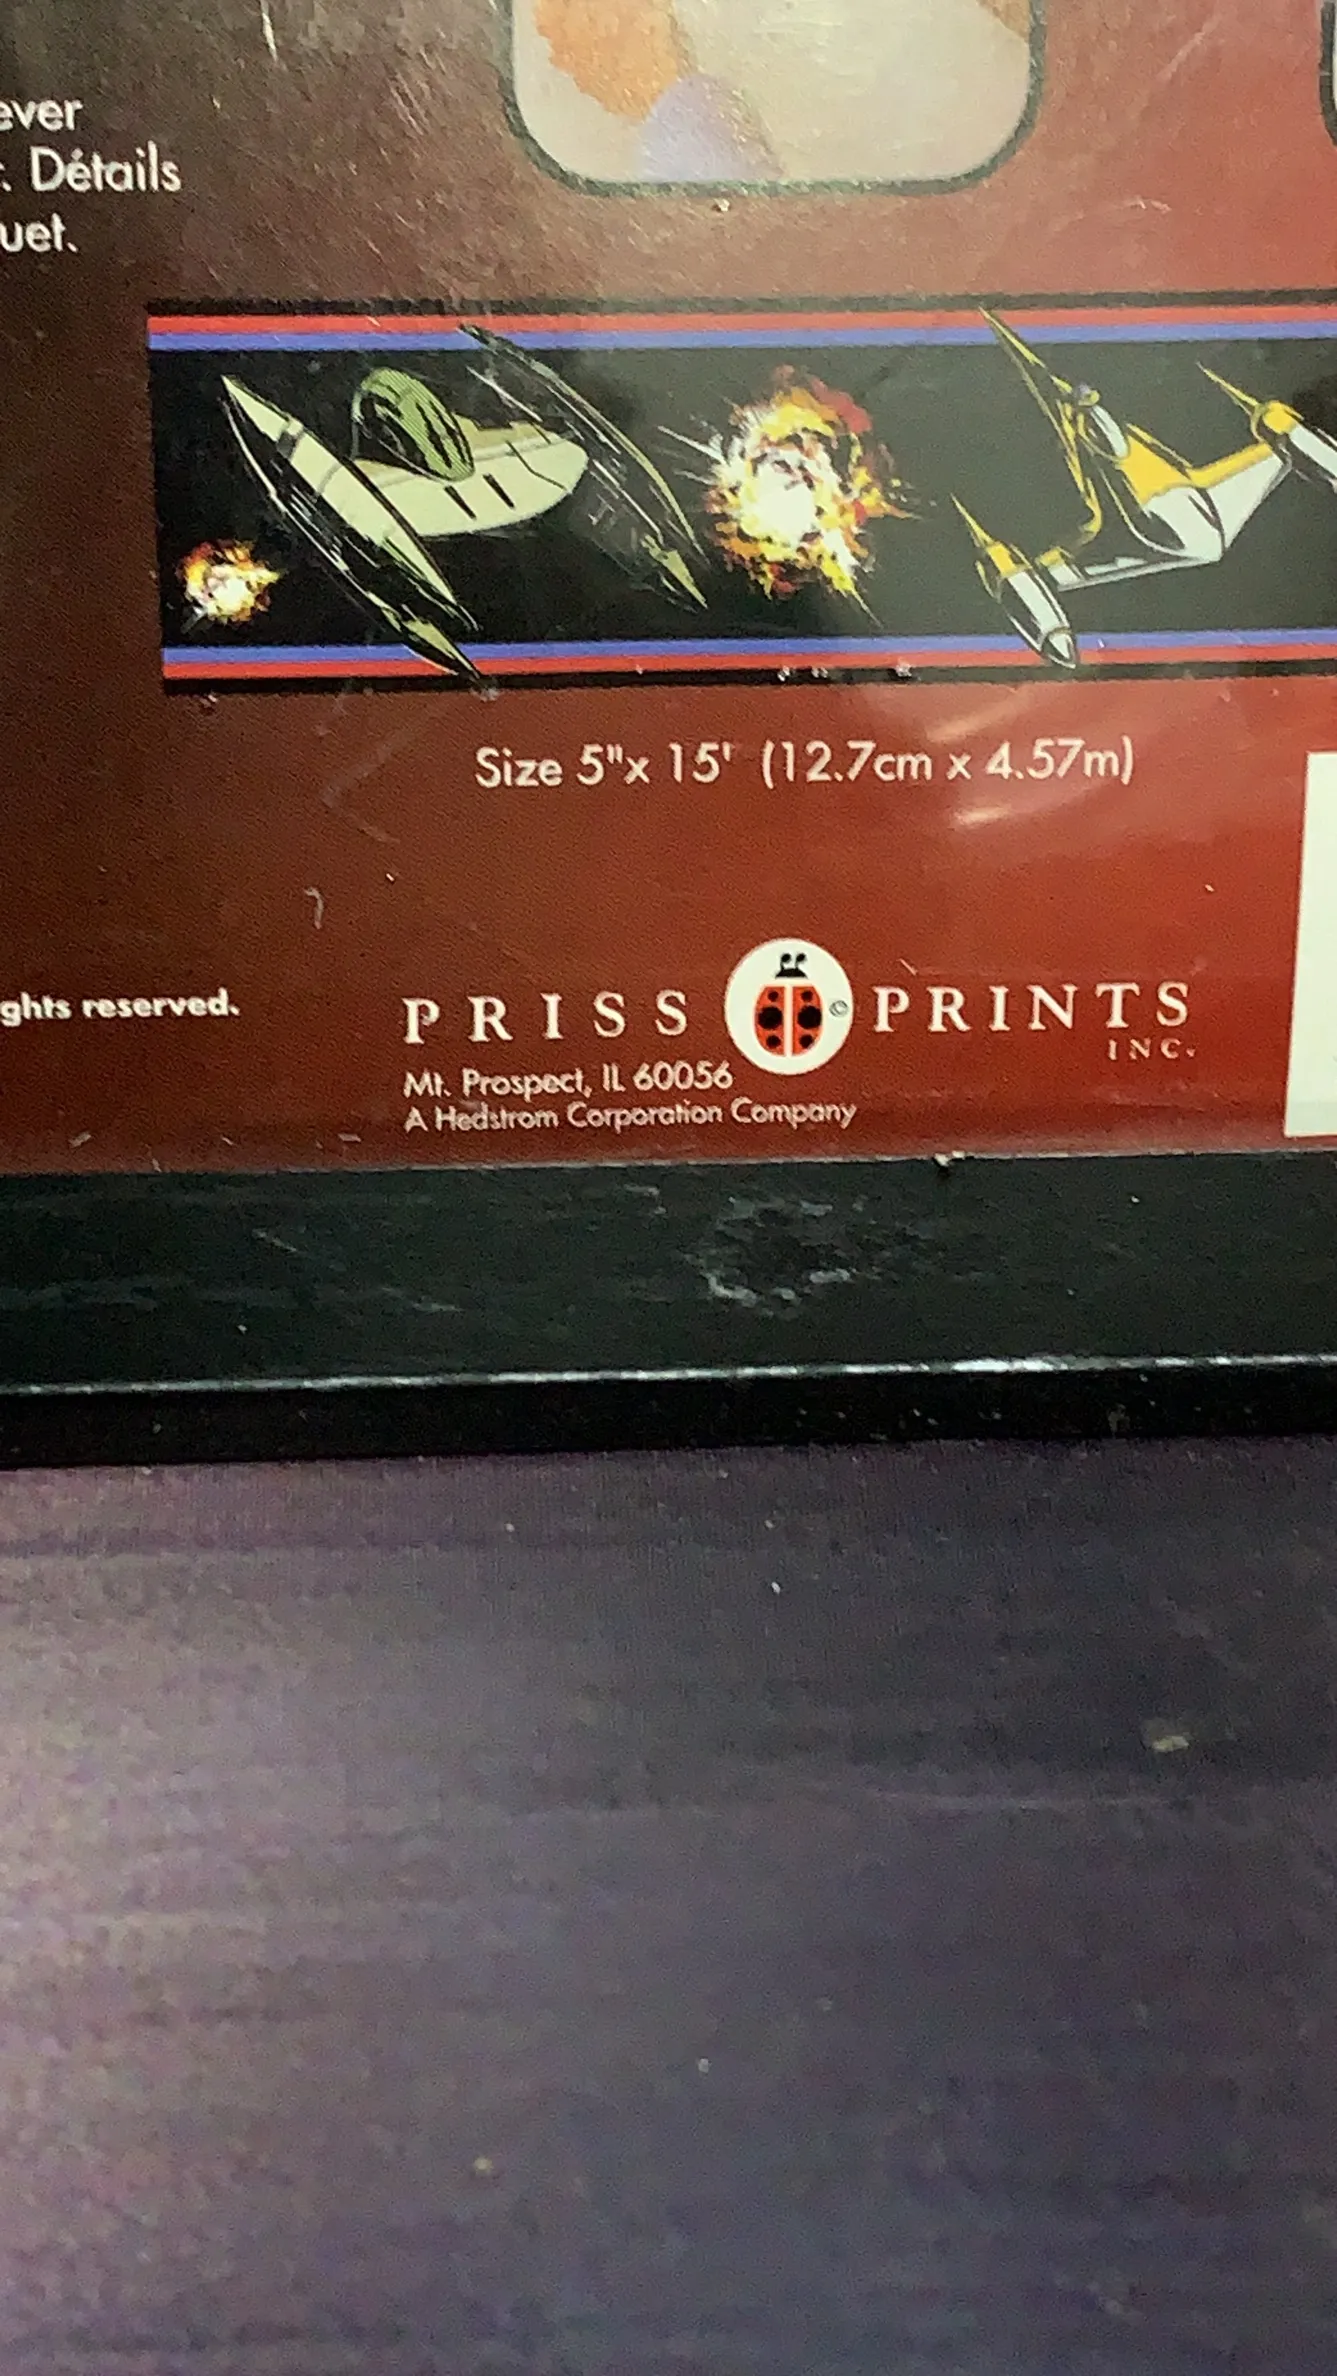 ever
. Détails
uet.
Size 5"x 15' (12.7cm x 4.57m)
ghts reserved.
PRISS © PRINTS
INC.
Mt. Prospect, IL 60056
A Hedstrom Corporation Company